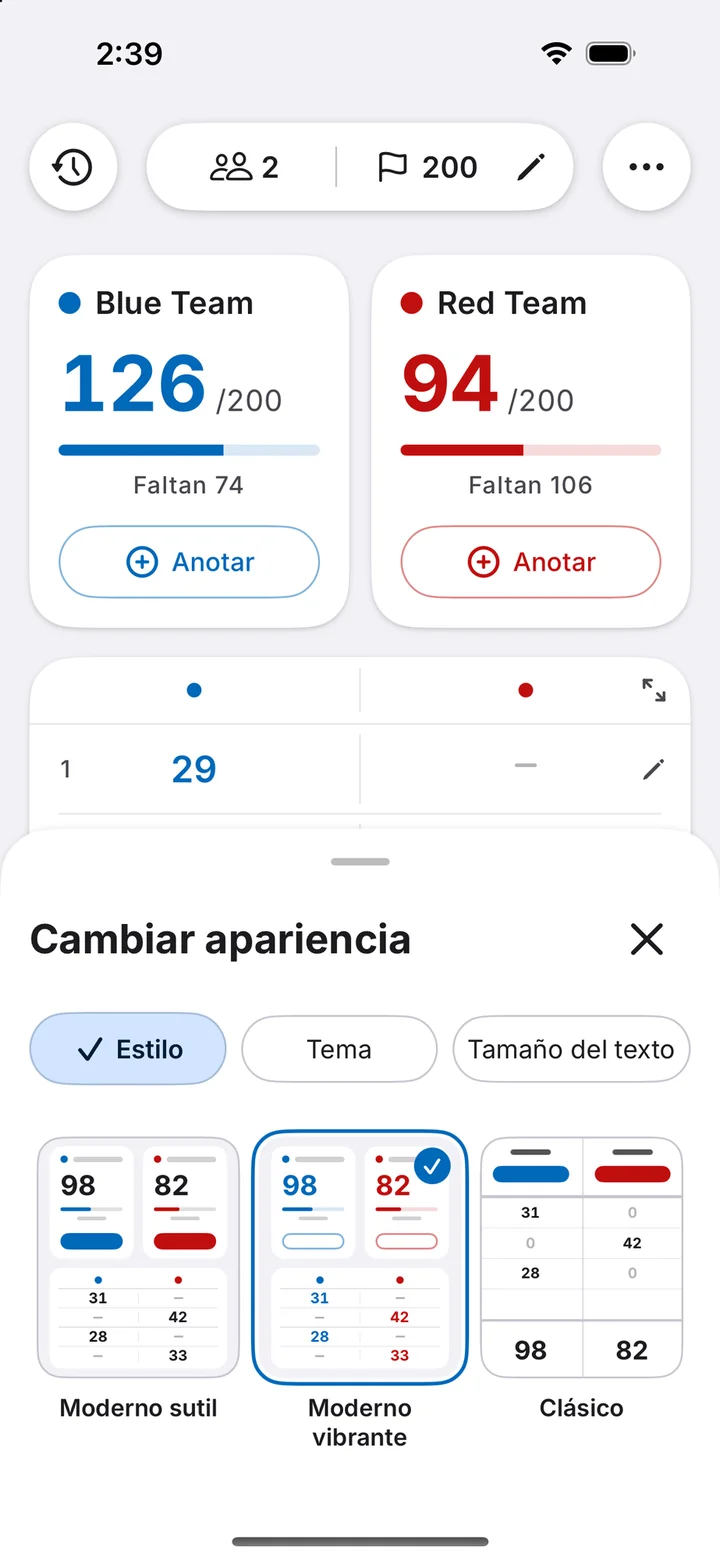 2:39
2
200
Blue Team
Red Team
126 /200
94 /200
Faltan 74
Faltan 106
Anotar
Anotar
1 29 –
Cambiar apariencia
Estilo
Tema
Tamaño del texto
98 82
31 –
– 42
28 –
– 33
Moderno sutil
98 82
31 –
– 42
28 –
– 33
Moderno
vibrante
31 0
0 42
28 0
98 82
Clásico